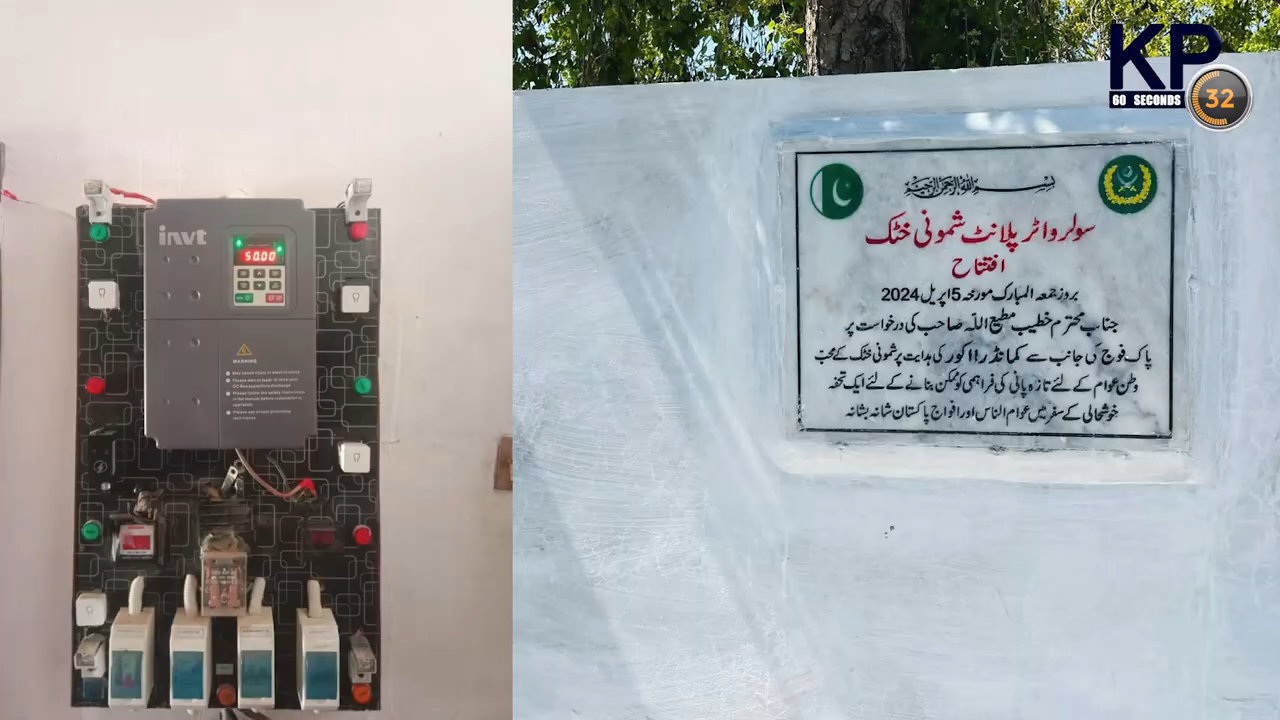 invt
50.00
WARNING
KP
60 SECONDS
32
بسم اللہ الرحمن الرحیم
سولر واٹر پلانٹ شمونی خٹک
افتتاح
بروز جمعہ المبارک مورخہ 5 اپریل 2024
جناب محترم خطیب مطیع اللہ صاحب کی درخواست پر
پاک فوج کی جانب سے کمانڈر 11 کور کی ہدایت پر شمونی خٹک کے محب
وطن عوام کے لئے تازہ پانی کی فراہمی کو ممکن بنانے کے لئے ایک تحفہ
خوشحالی کے سفر میں عوام الناس اور افواج پاکستان شانہ بشانہ